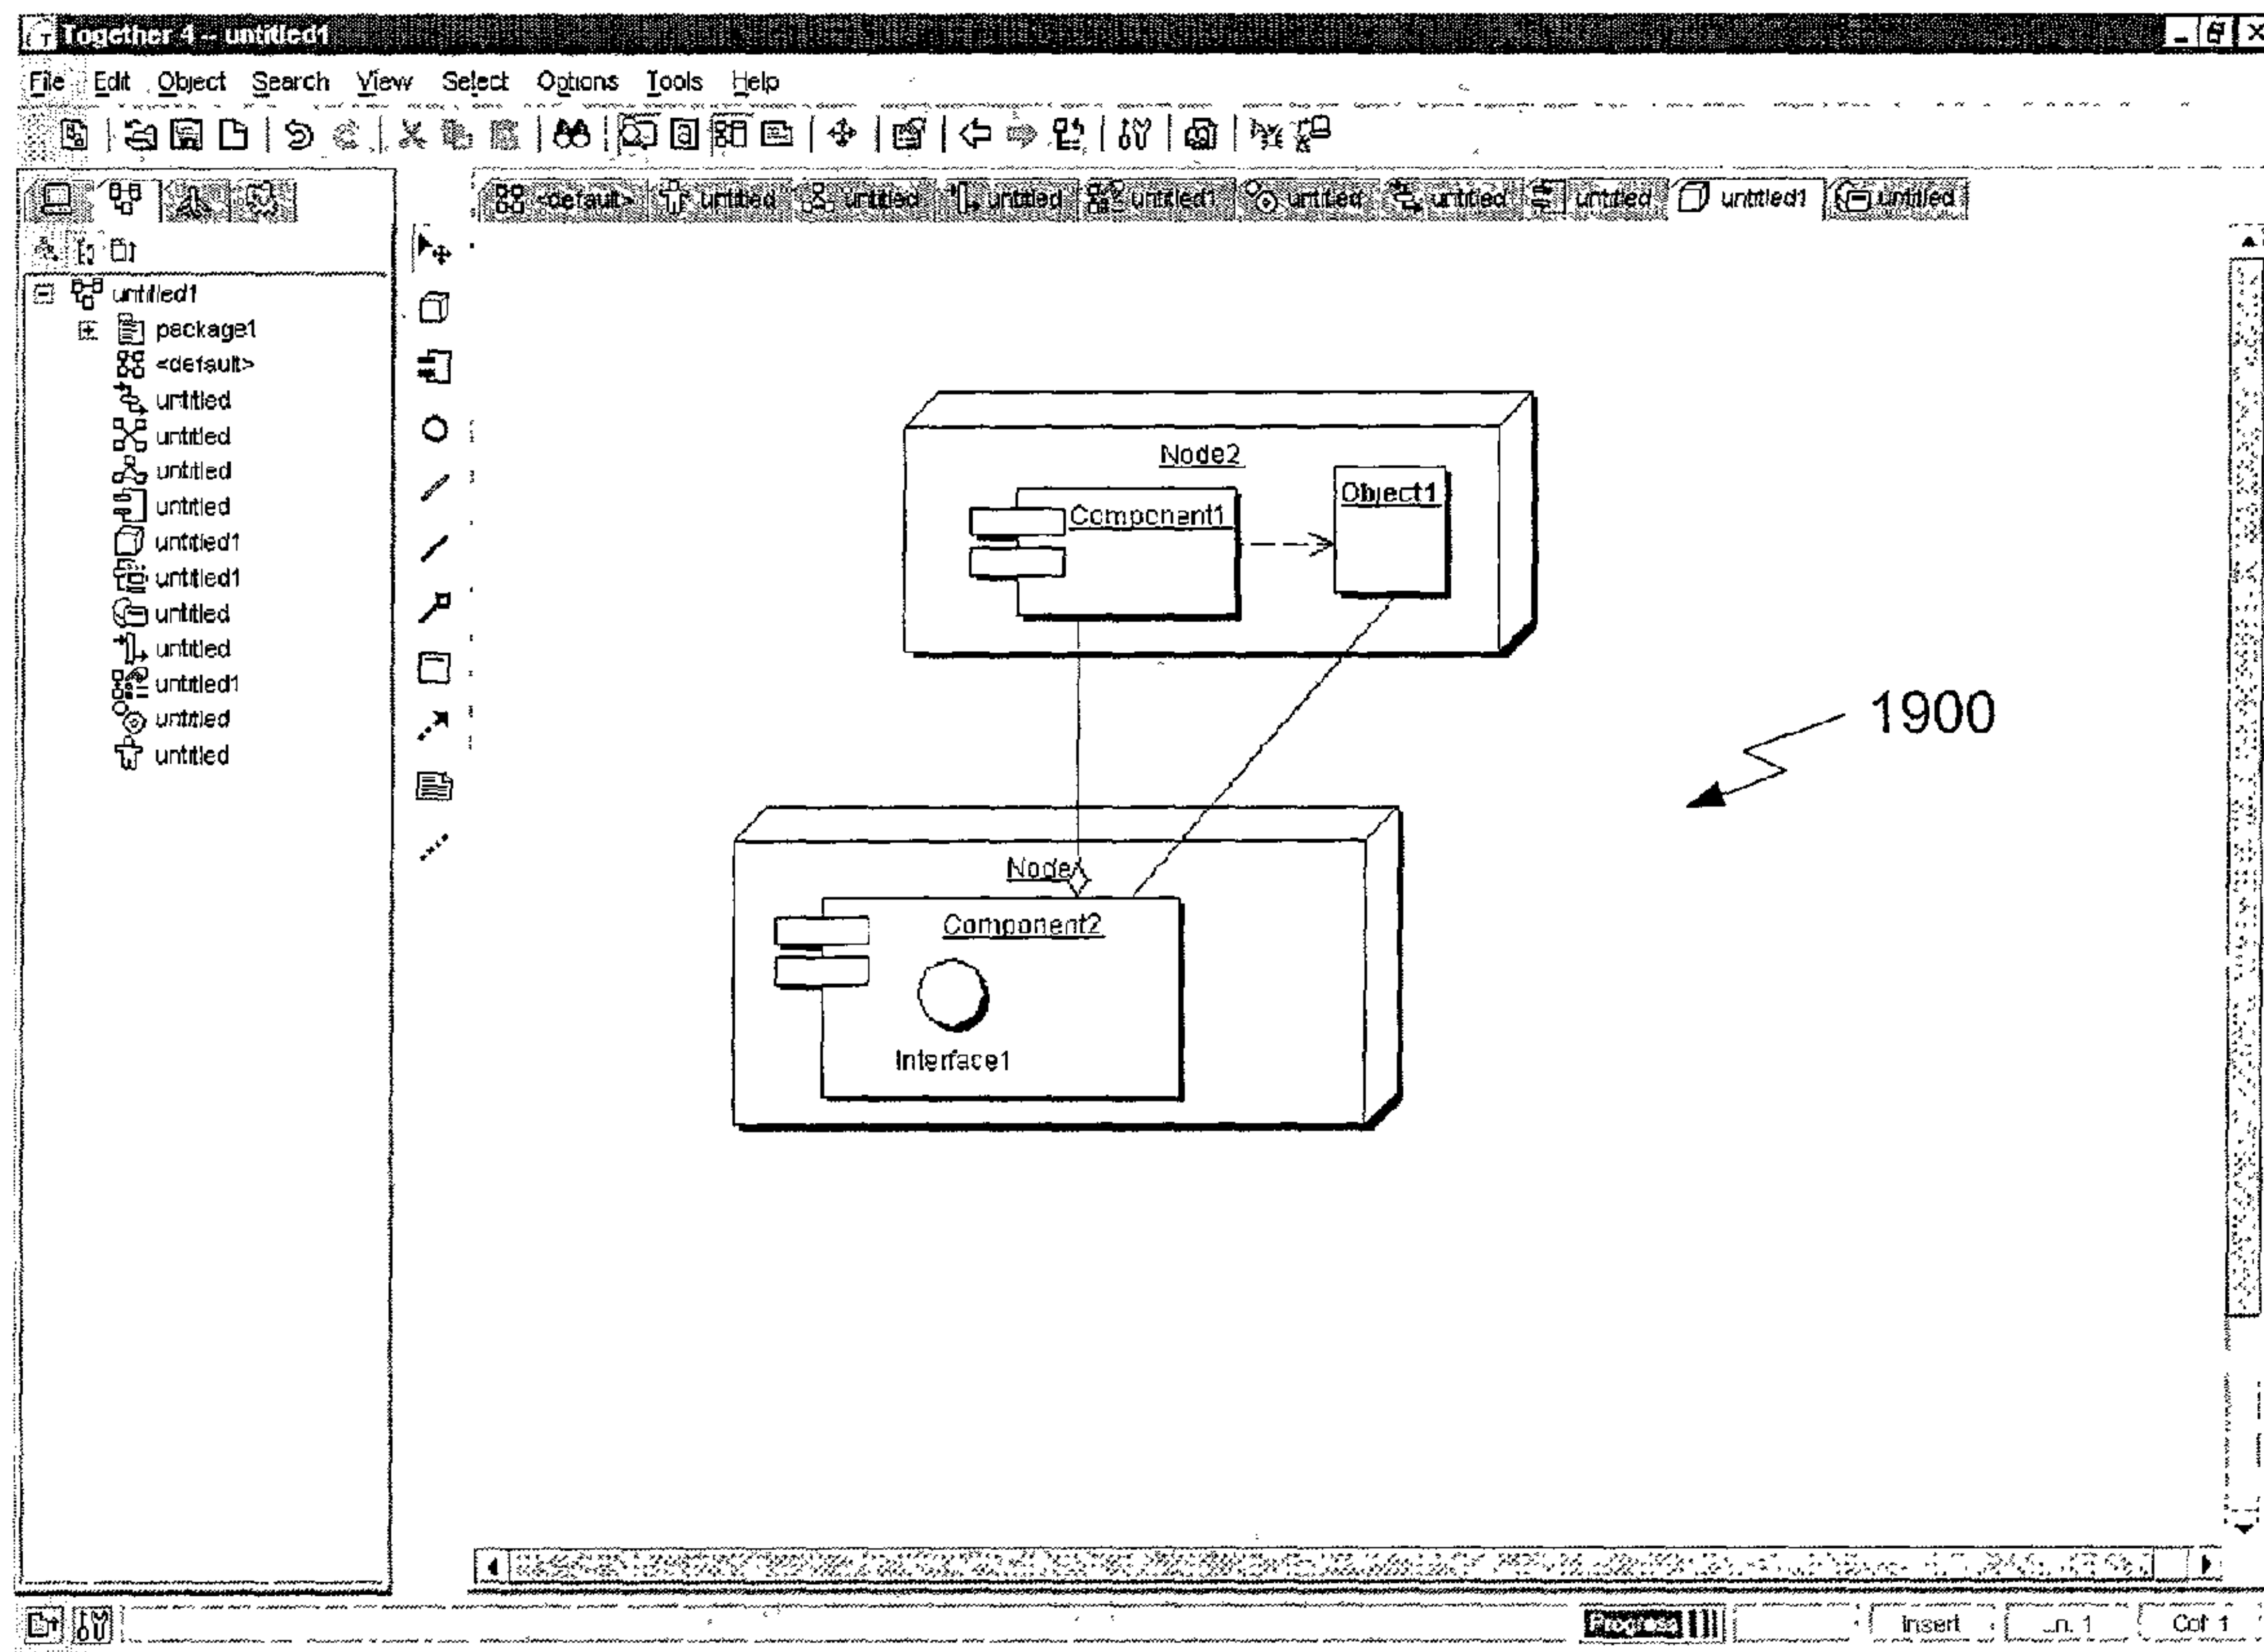 Together 4 -- untitled1
File Edit Object Search View Select Options Tools Help
<default> untitled untitled untitled untitled1 untitled untitled untitled untitled1 untitled
untitled1
package1
<default>
untitled
untitled
untitled
untitled
untitled1
untitled1
untitled
untitled
untitled1
untitled
untitled
Node2
Component1
Object1
1900
Node
Component2
Interface1
Progress Insert Col 1